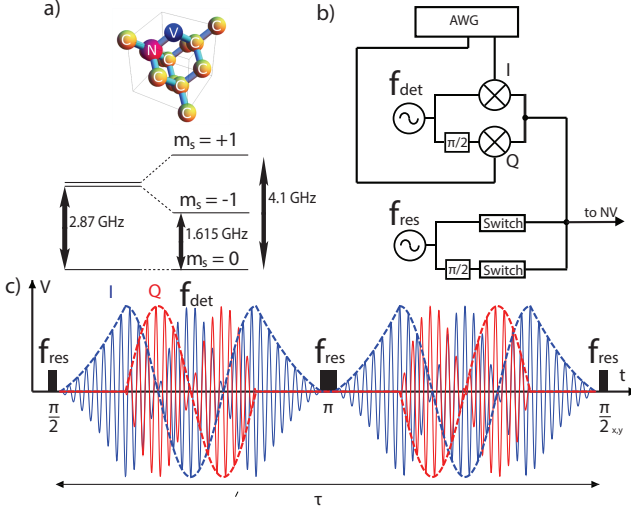 a)
C
V
C
N
C
C
C
C
C
C
m_s = +1
m_s = -1
m_s = 0
2.87 GHz
1.615 GHz
4.1 GHz
b)
AWG
I
f_det
π/2
Q
f_res
Switch
π/2
Switch
to NV
c)
V
I
Q
f_det
f_res
f_res
f_res
t
π/2
π
π/2 x,y
τ